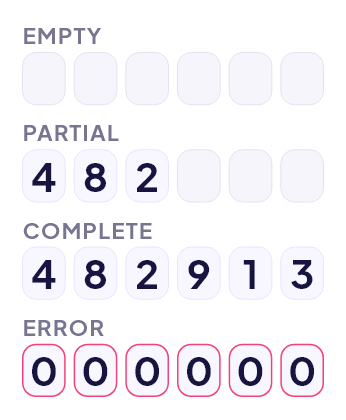 EMPTY
PARTIAL
4 8 2
COMPLETE
4 8 2 9 1 3
ERROR
0 0 0 0 0 0